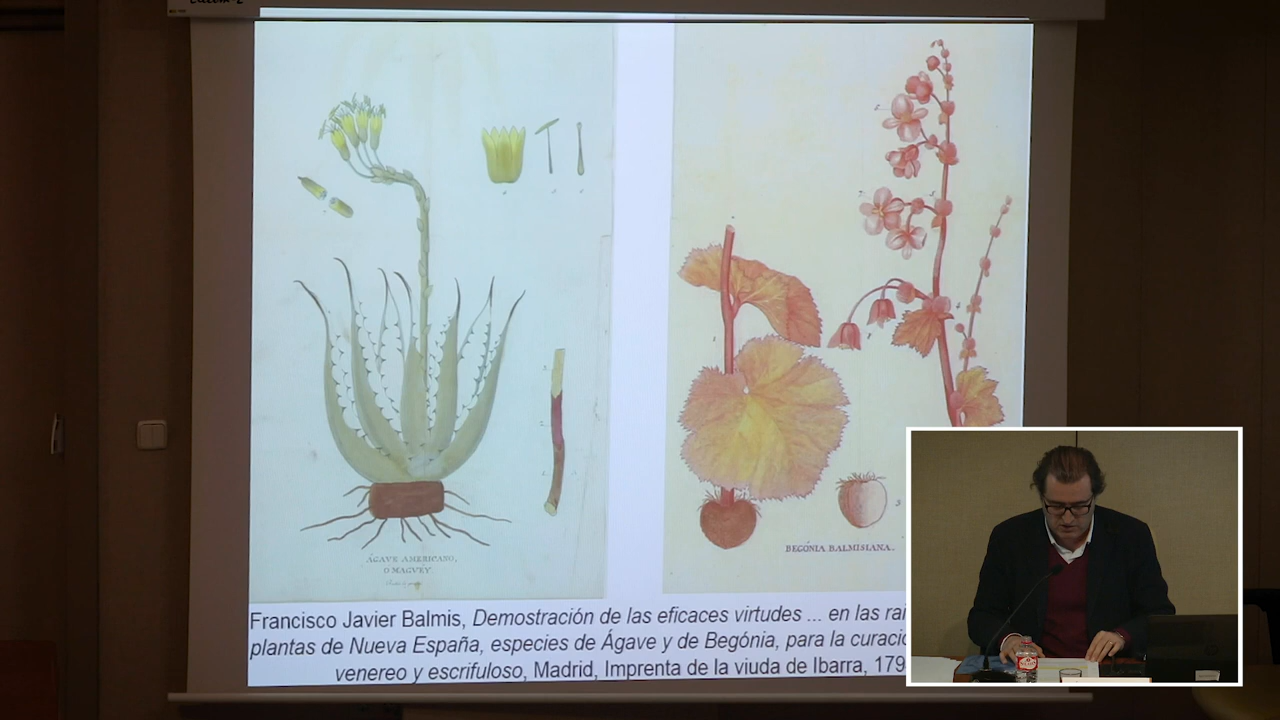 ÁGAVE AMERICANO,
O MAGUÉY
BEGÓNIA BALMISIANA.
Francisco Javier Balmis, Demostración de las eficaces virtudes ... en las rai
plantas de Nueva España, especies de Ágave y de Begónia, para la curació
venereo y escrifuloso, Madrid, Imprenta de la viuda de Ibarra, 179